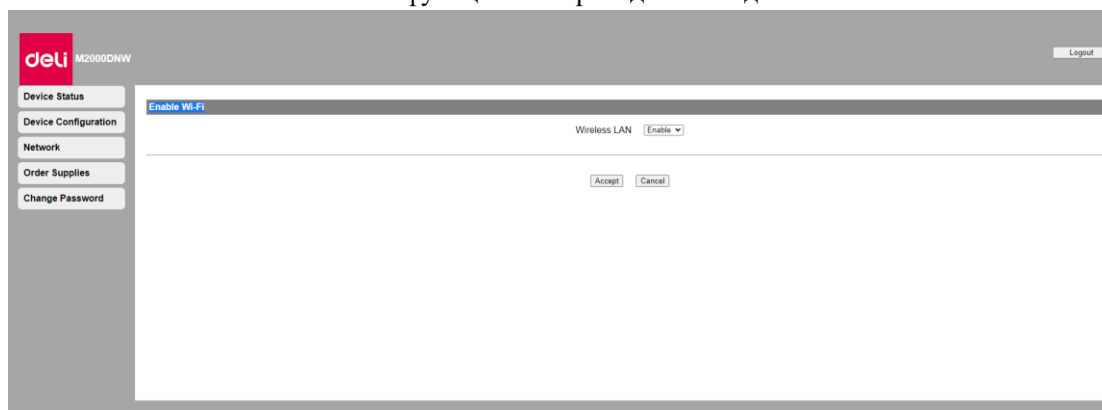 deli M2000DNW
Logout
Device Status
Device Configuration
Network
Order Supplies
Change Password
Enable Wi-Fi
Wireless LAN Enable
Accept Cancel